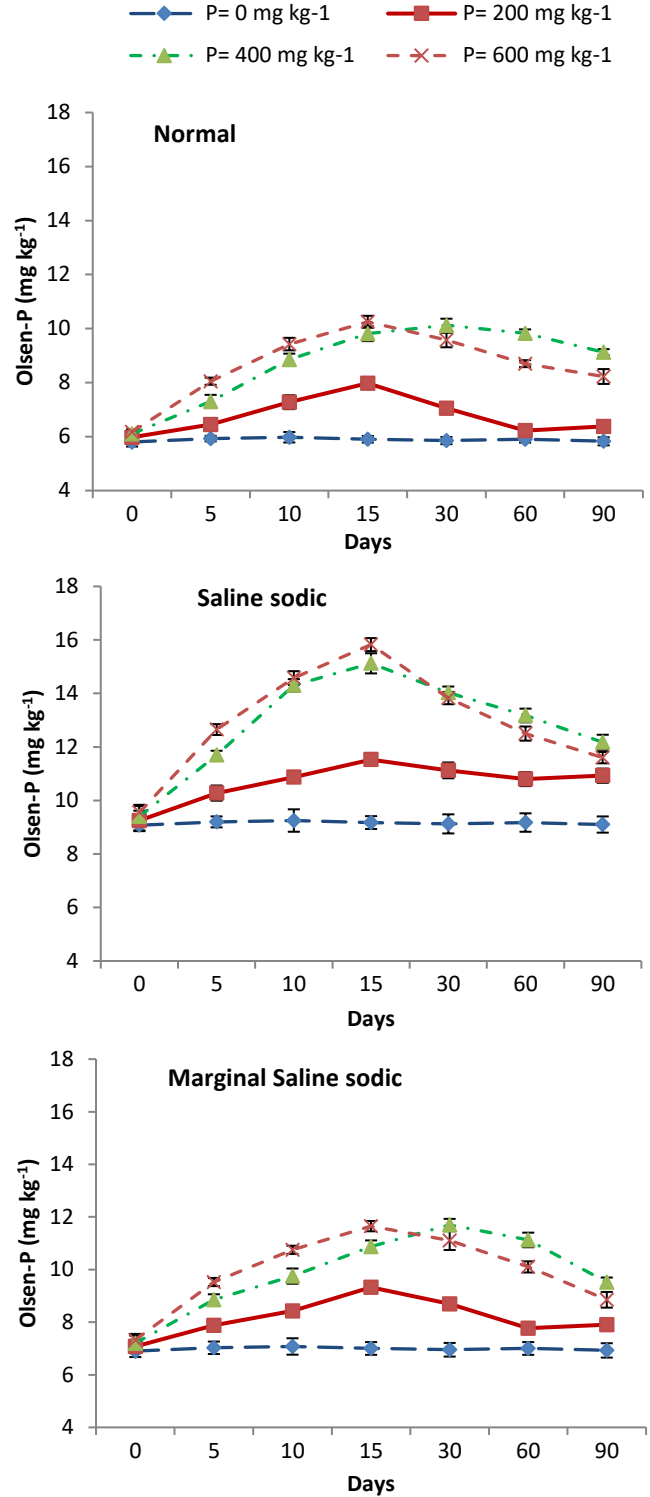 P= 0 mg kg-1 P= 200 mg kg-1
P= 400 mg kg-1 P= 600 mg kg-1
Normal
Olsen-P (mg kg-1)
18
16
14
12
10
8
6
4
0 5 10 15 30 60 90
Days
Saline sodic
Olsen-P (mg kg-1)
18
16
14
12
10
8
6
4
0 5 10 15 30 60 90
Days
Marginal Saline sodic
Olsen-P (mg kg-1)
18
16
14
12
10
8
6
4
0 5 10 15 30 60 90
Days